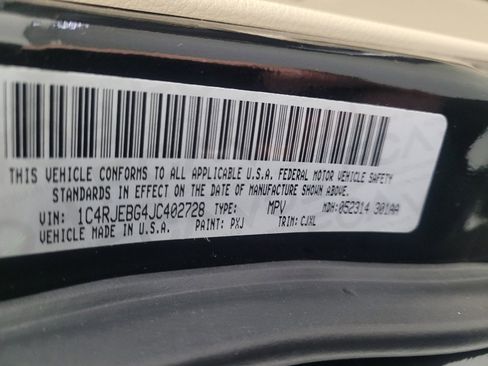 THIS VEHICLE CONFORMS TO ALL APPLICABLE U.S.A. FEDERAL MOTOR VEHICLE SAFETY
STANDARDS IN EFFECT ON THE DATE OF MANUFACTURE SHOWN ABOVE.
VIN: 1C4RJEBG4JC402728 TYPE: MPV MDH:052314 301AA
VEHICLE MADE IN U.S.A. PAINT: PXJ TRIM: CJXL